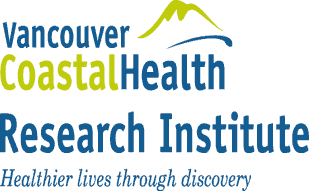 Vancouver
CoastalHealth
Research Institute
Healthier lives through discovery